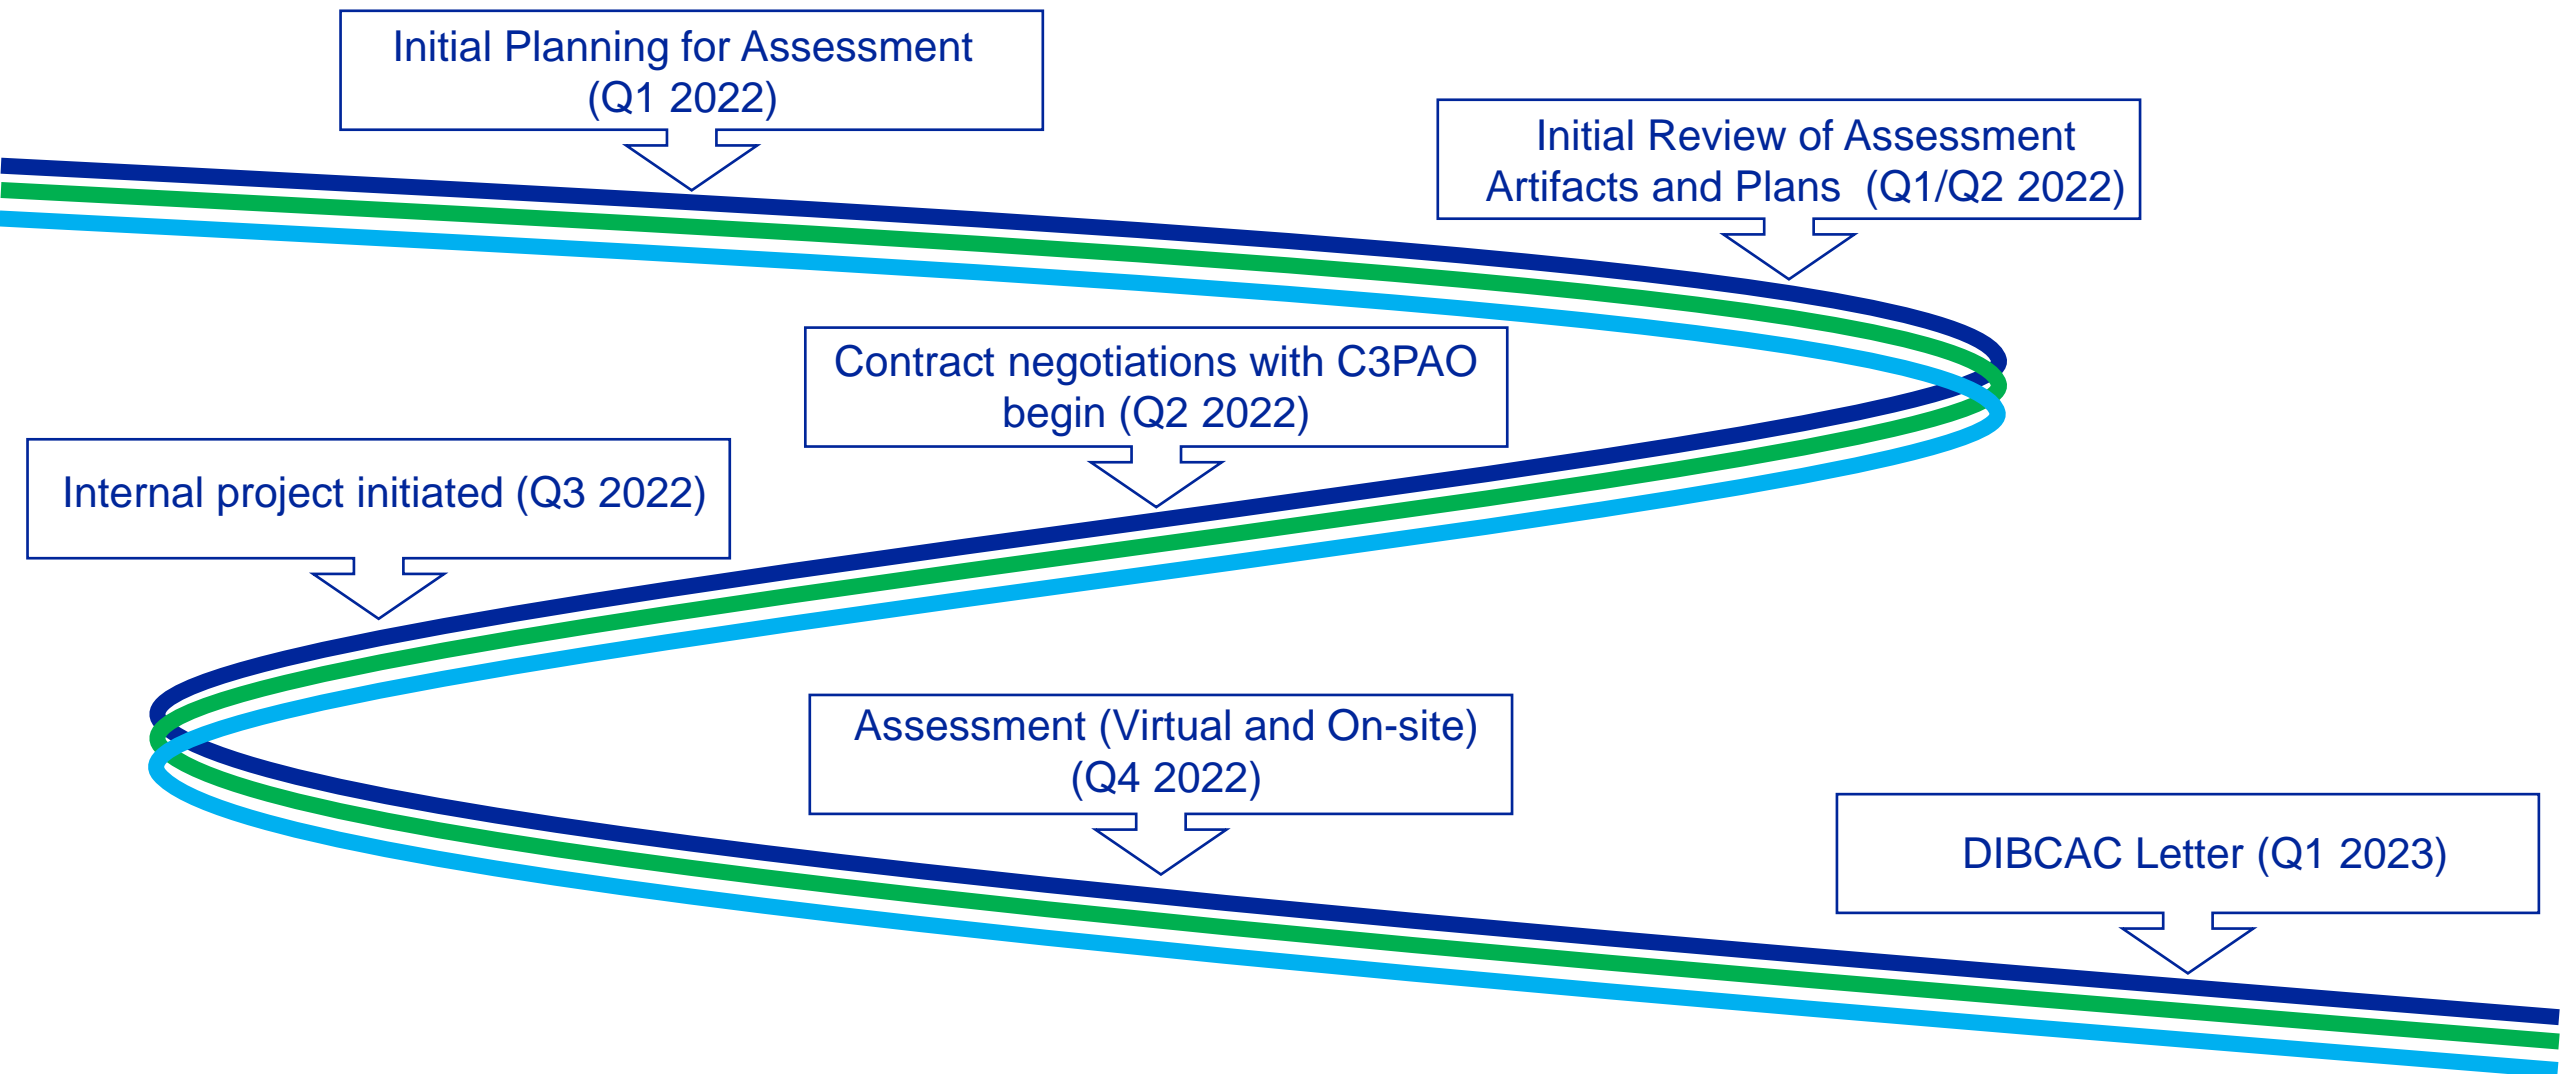 Initial Planning for Assessment
(Q1 2022)
Initial Review of Assessment
Artifacts and Plans  (Q1/Q2 2022)
Contract negotiations with C3PAO
begin (Q2 2022)
Internal project initiated (Q3 2022)
Assessment (Virtual and On-site)
(Q4 2022)
DIBCAC Letter (Q1 2023)